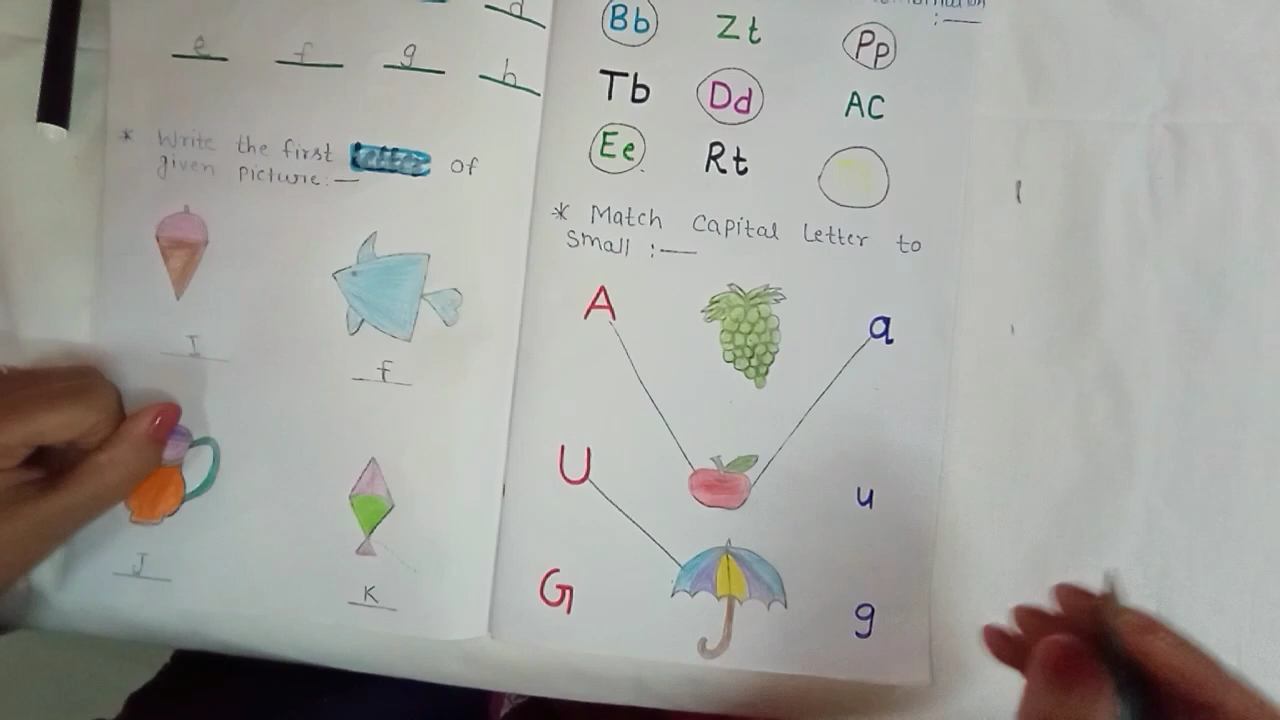 d
e f g h
* Write the first of
given picture:—
I
f
J
K
Bb Zt Pp
Tb Dd AC
Ee Rt
* Match Capital Letter to
Small :—
A a
U u
G g